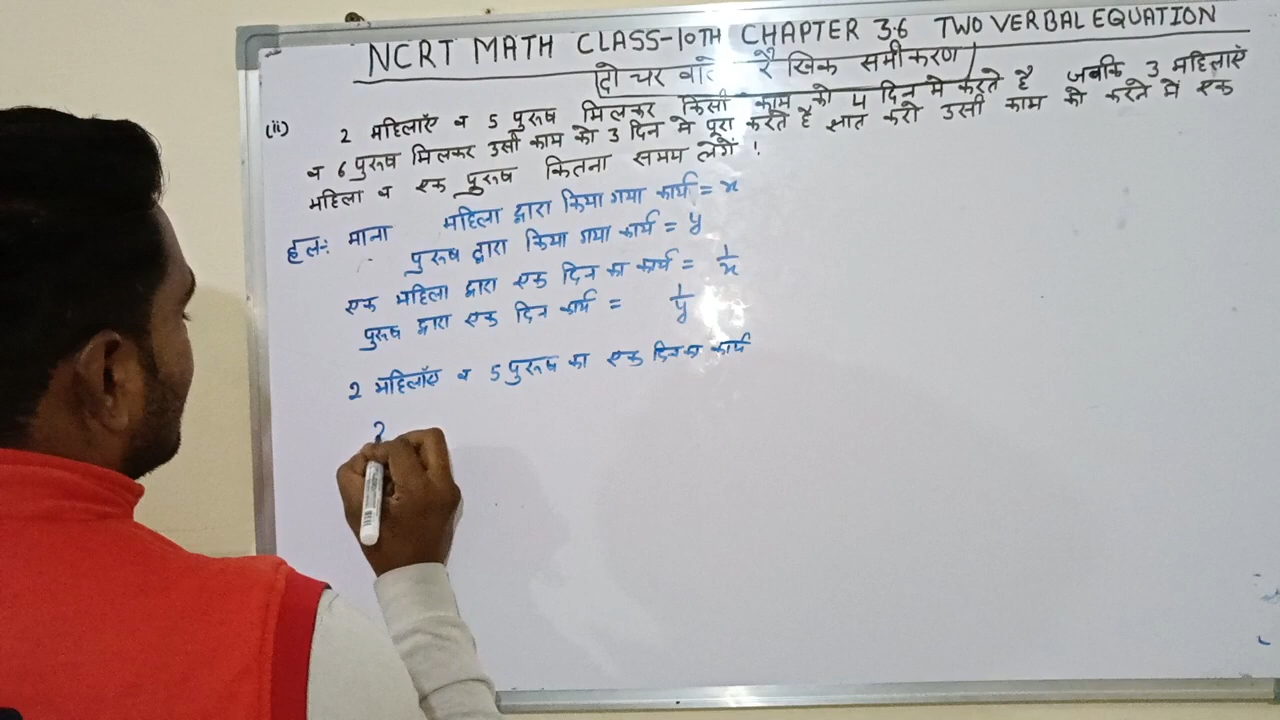 NCRT MATH CLASS-10TH CHAPTER 3.6 TWO VERBAL EQUATION
दो चर वाले रैखिक समीकरण
(ii) 2 महिलाएँ व 5 पुरुष मिलकर किसी काम को 4 दिन मे करते है जबकि 3 महिलाएँ
व 6 पुरुष मिलकर उसी काम को 3 दिन मे पूरा करते है ज्ञात करो उसी काम को करने में एक
महिला व एक पुरुष कितना समय लेगें !
हल:- माना महिला द्वारा किया गया कार्य = x
पुरुष द्वारा किया गया कार्य = y
एक महिला द्वारा एक दिन का कार्य = 1/x
पुरुष द्वारा एक दिन कार्य = 1/y
2 महिलाँए व 5 पुरुष का एक दिन का कार्य
2